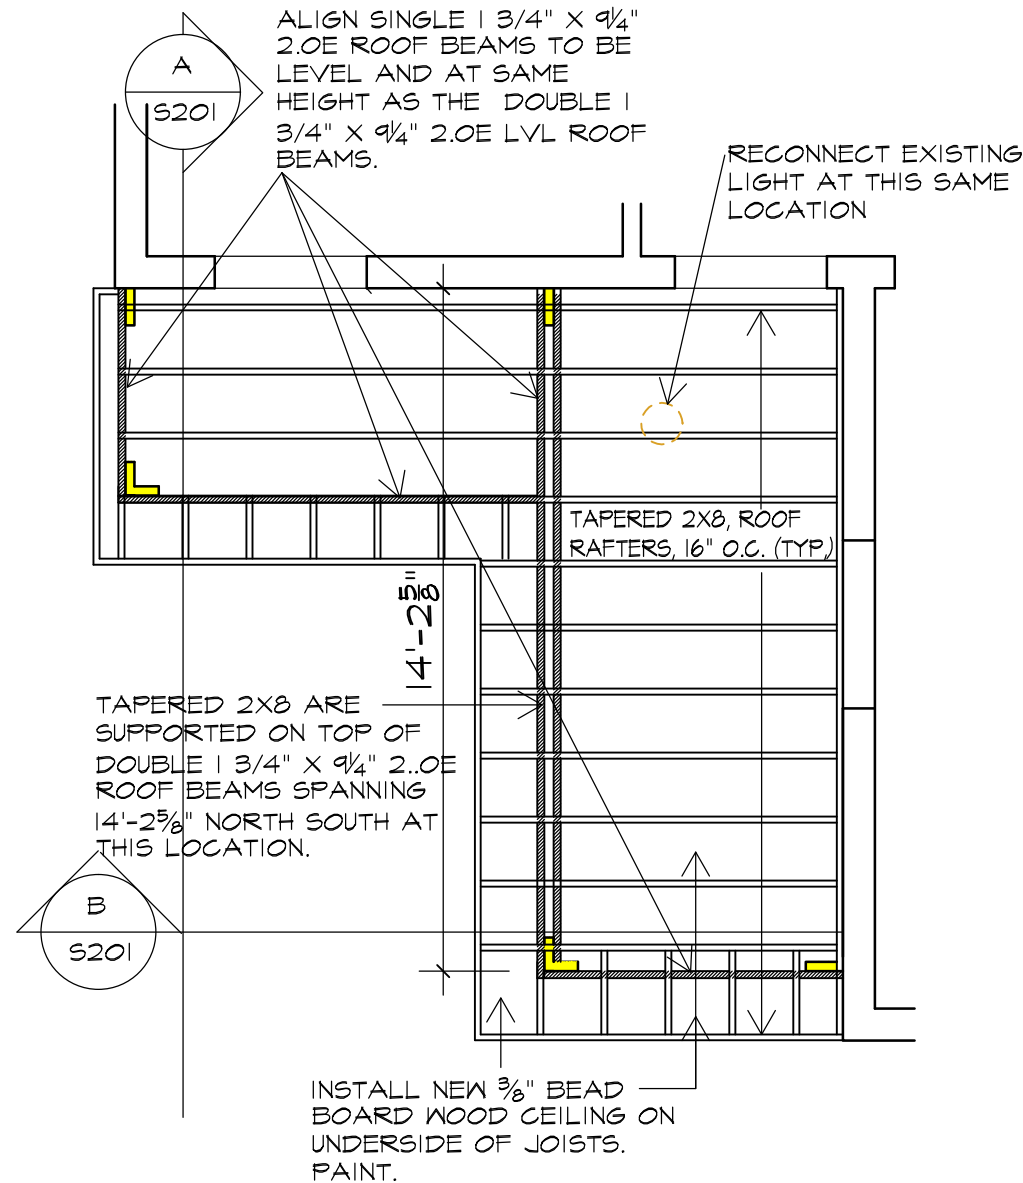 ALIGN SINGLE 1 3/4" X 9¼"
2.0E ROOF BEAMS TO BE
LEVEL AND AT SAME
HEIGHT AS THE DOUBLE 1
3/4" X 9¼" 2.0E LVL ROOF
BEAMS.
A
S201
RECONNECT EXISTING
LIGHT AT THIS SAME
LOCATION
TAPERED 2X8, ROOF
RAFTERS, 16" O.C. (TYP.)
14'-2⅝"
TAPERED 2X8 ARE
SUPPORTED ON TOP OF
DOUBLE 1 3/4" X 9¼" 2..0E
ROOF BEAMS SPANNING
14'-2⅝" NORTH SOUTH AT
THIS LOCATION.
B
S201
INSTALL NEW ⅜" BEAD
BOARD WOOD CEILING ON
UNDERSIDE OF JOISTS.
PAINT.